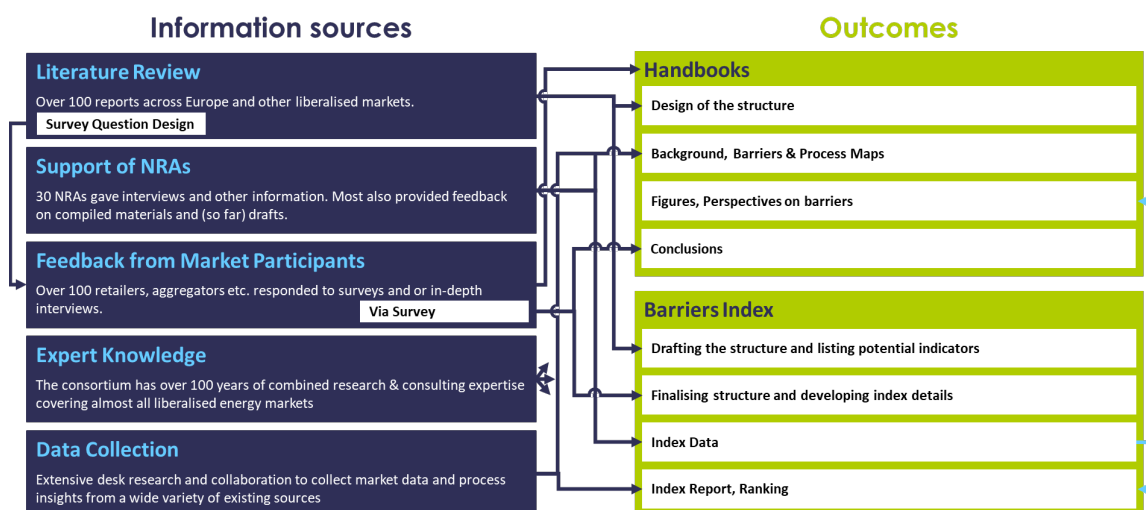 Information sources
Literature Review
Over 100 reports across Europe and other liberalised markets.
Survey Question Design
Support of NRAs
30 NRAs gave interviews and other information. Most also provided feedback
on compiled materials and (so far) drafts.
Feedback from Market Participants
Over 100 retailers, aggregators etc. responded to surveys and or in-depth
interviews.
Via Survey
Expert Knowledge
The consortium has over 100 years of combined research & consulting expertise
covering almost all liberalised energy markets
Data Collection
Extensive desk research and collaboration to collect market data and process
insights from a wide variety of existing sources
Outcomes
Handbooks
Design of the structure
Background, Barriers & Process Maps
Figures, Perspectives on barriers
Conclusions
Barriers Index
Drafting the structure and listing potential indicators
Finalising structure and developing index details
Index Data
Index Report, Ranking